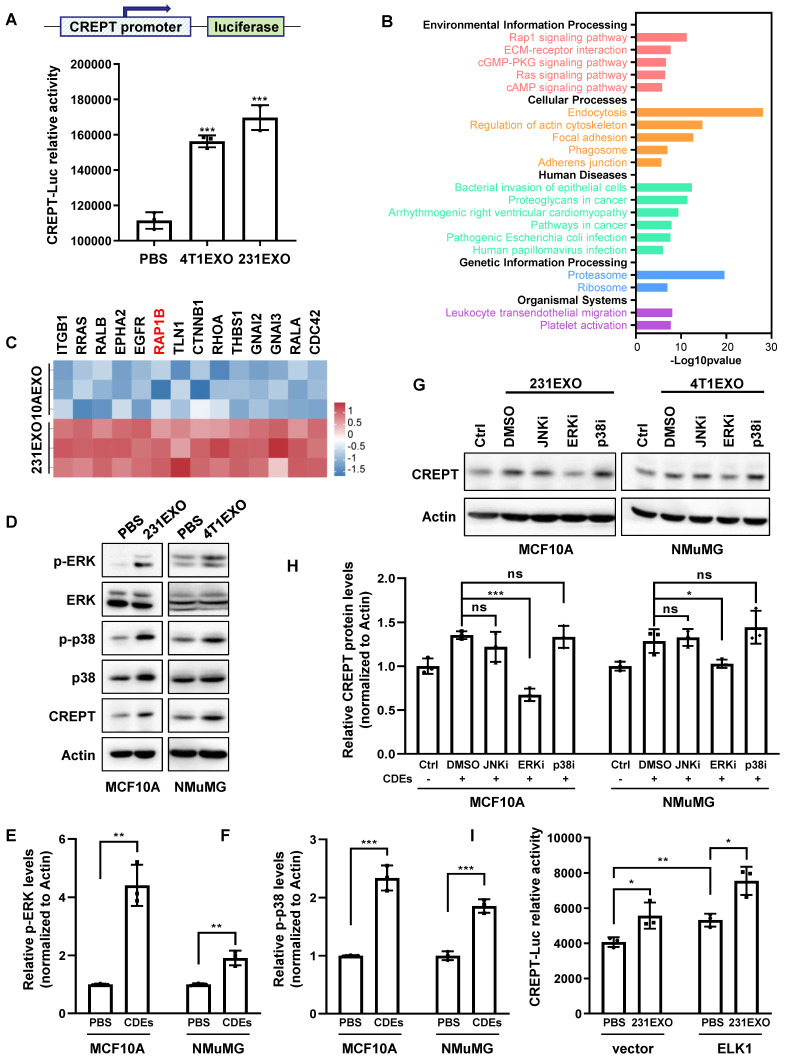 A
CREPT promoter
luciferase
CREPT-Luc relative activity
200000
180000
160000
140000
120000
100000
***
***
PBS
4T1EXO
231EXO
B
Environmental Information Processing
Rap1 signaling pathway
ECM-receptor interaction
cGMP-PKG signaling pathway
Ras signaling pathway
cAMP signaling pathway
Cellular Processes
Endocytosis
Regulation of actin cytoskeleton
Focal adhesion
Phagosome
Adherens junction
Human Diseases
Bacterial invasion of epithelial cells
Proteoglycans in cancer
Arrhythmogenic right ventricular cardiomyopathy
Pathways in cancer
Pathogenic Escherichia coli infection
Human papillomavirus infection
Genetic Information Processing
Proteasome
Ribosome
Organismal Systems
Leukocyte transendothelial migration
Platelet activation
0
10
20
30
-Log10pvalue
C
ITGB1
RRAS
RALB
EPHA2
EGFR
RAP1B
TLN1
CTNNB1
RHOA
THBS1
GNAI2
GNAI3
RALA
CDC42
10AEXO
231EXO
1.5
1
0.5
0
-0.5
-1
-1.5
D
PBS
231EXO
PBS
4T1EXO
p-ERK
ERK
p-p38
p38
CREPT
Actin
MCF10A
NMuMG
G
231EXO
4T1EXO
Ctrl
DMSO
JNKi
ERKi
p38i
Ctrl
DMSO
JNKi
ERKi
p38i
CREPT
Actin
MCF10A
NMuMG
H
Relative CREPT protein levels
(normalized to Actin)
2.0
1.5
1.0
0.5
0.0
ns
***
ns
ns
*
ns
Ctrl DMSO JNKi ERKi p38i
Ctrl DMSO JNKi ERKi p38i
CDEs - + + + +
- + + + +
MCF10A
NMuMG
E
Relative p-ERK levels
(normalized to Actin)
6
4
2
0
**
**
PBS CDEs
PBS CDEs
MCF10A
NMuMG
F
Relative p-p38 levels
(normalized to Actin)
3
2
1
0
***
***
PBS CDEs
PBS CDEs
MCF10A
NMuMG
I
CREPT-Luc relative activity
8000
6000
4000
2000
0
*
**
*
PBS 231EXO
PBS 231EXO
vector
ELK1